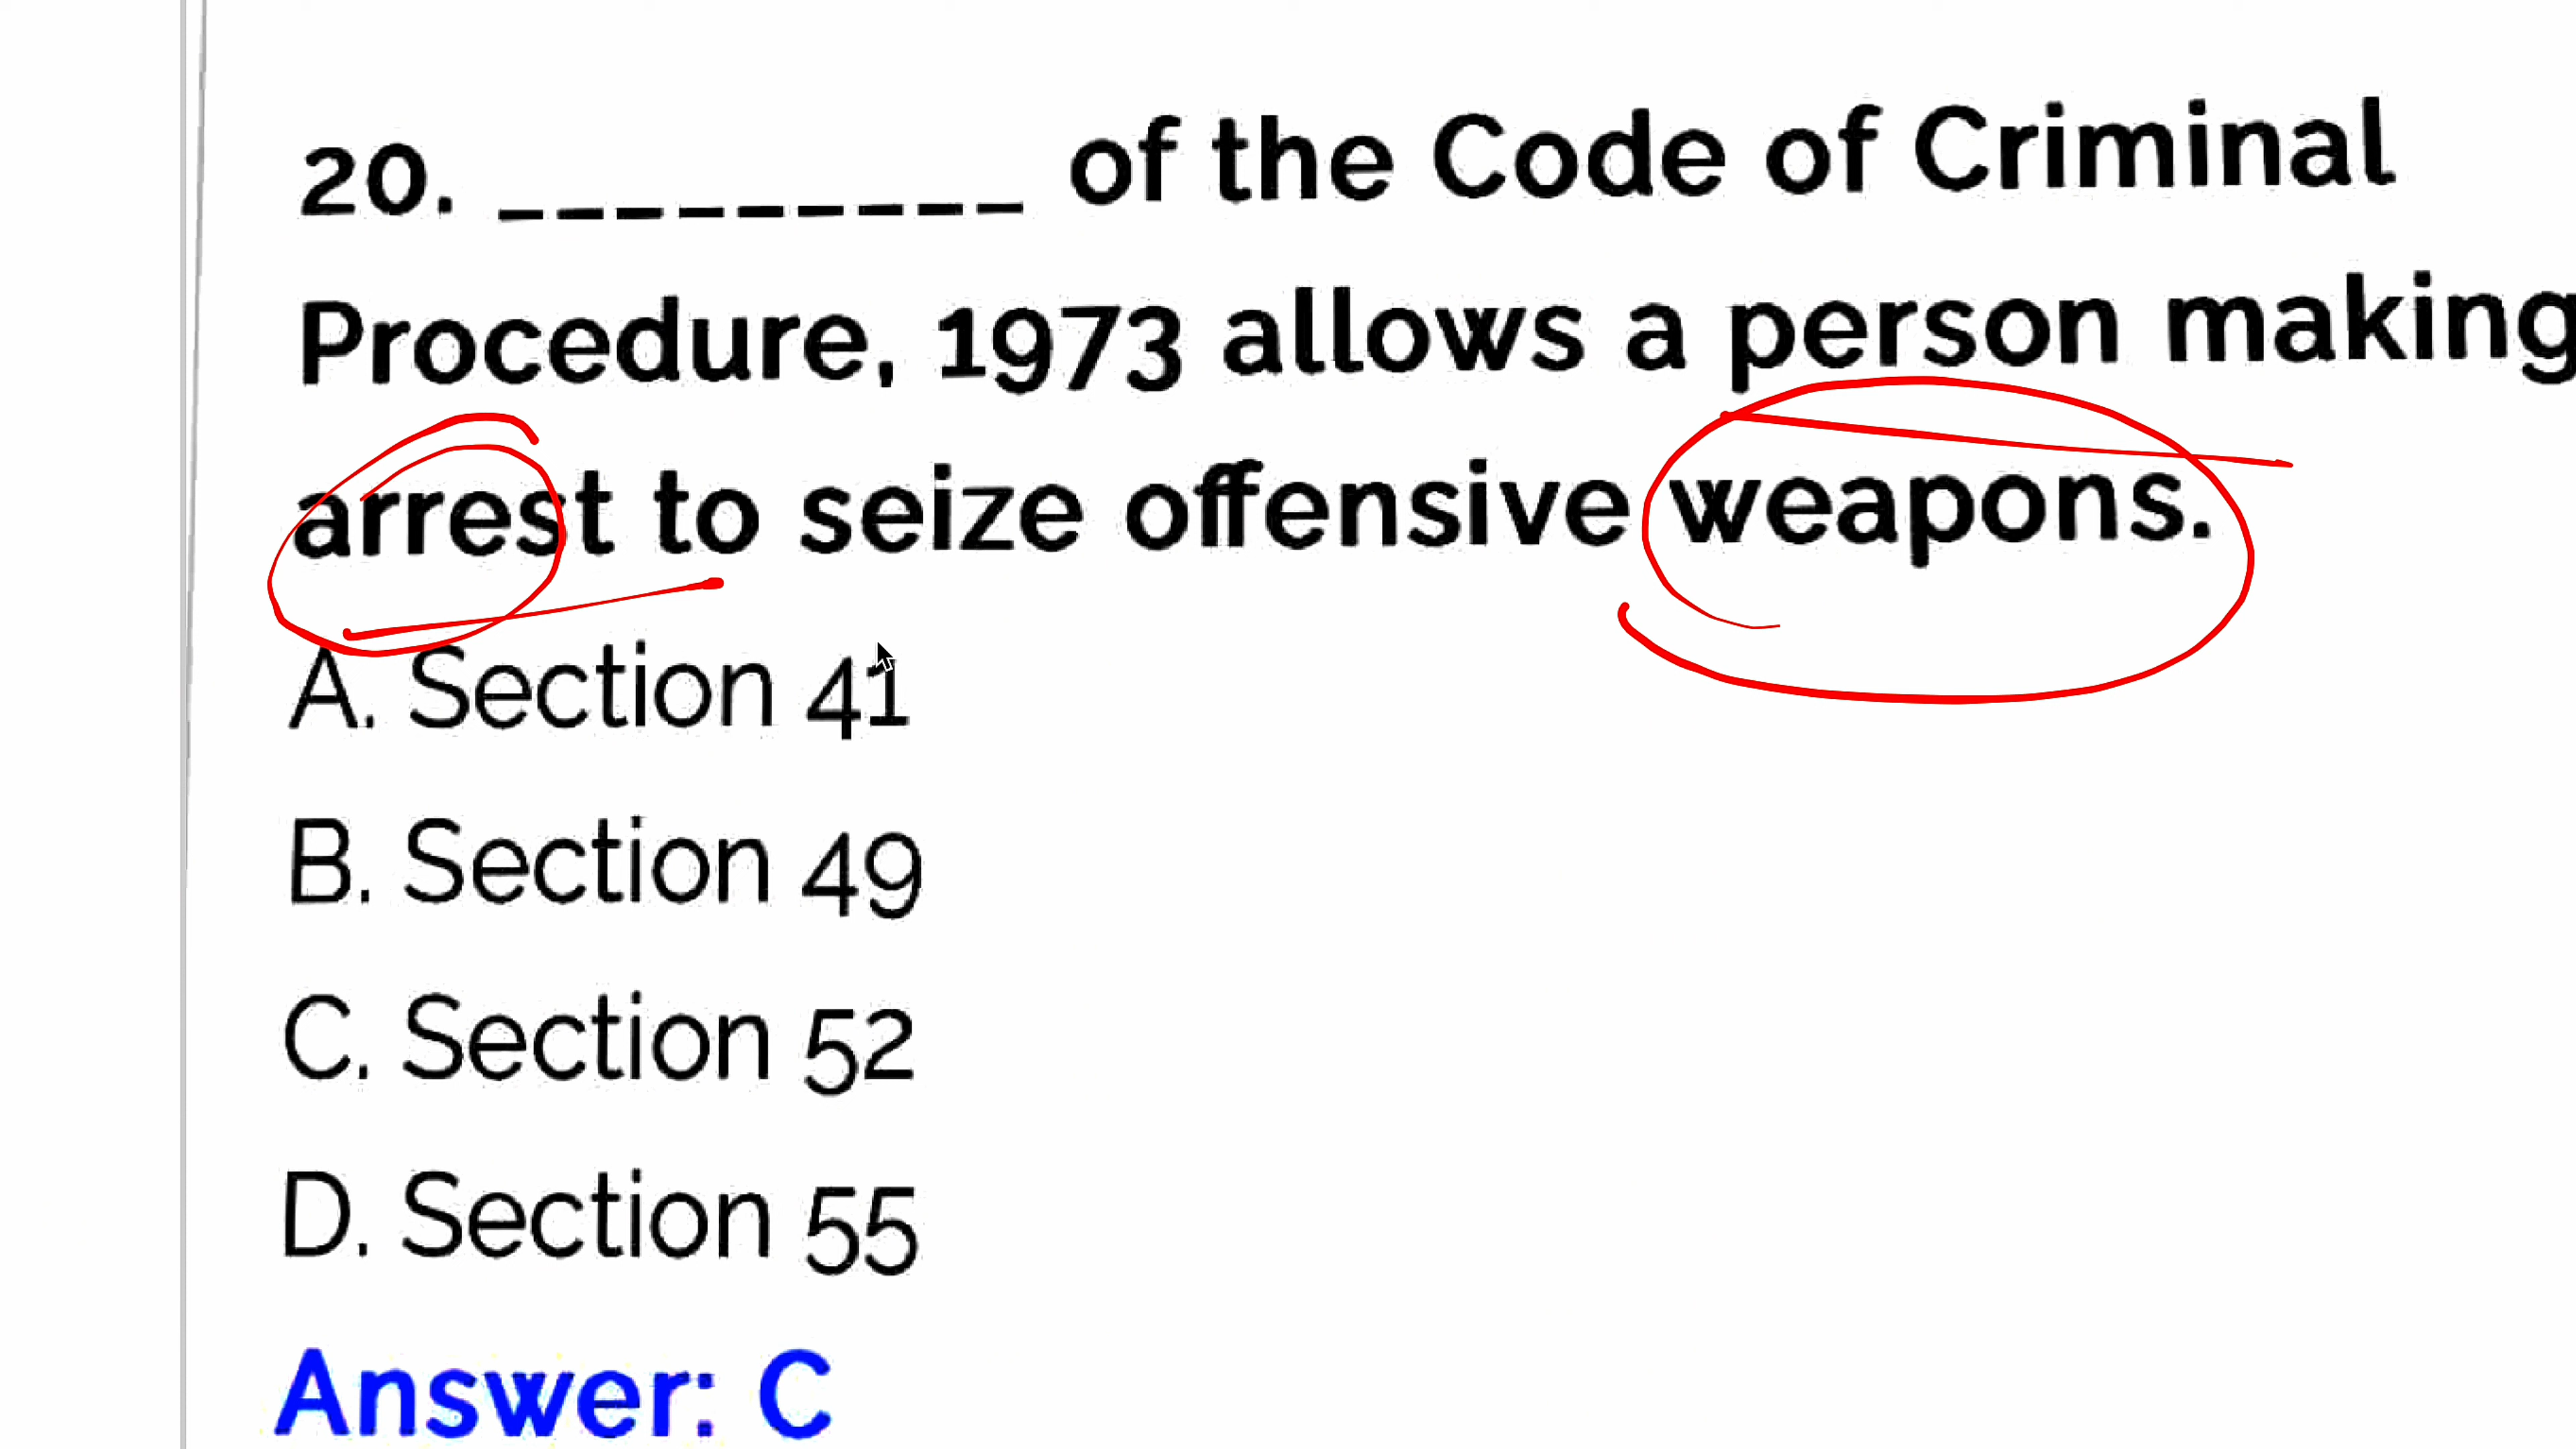 20. _________ of the Code of Criminal
Procedure, 1973 allows a person making
arrest to seize offensive weapons.
A. Section 41
B. Section 49
C. Section 52
D. Section 55
Answer: C